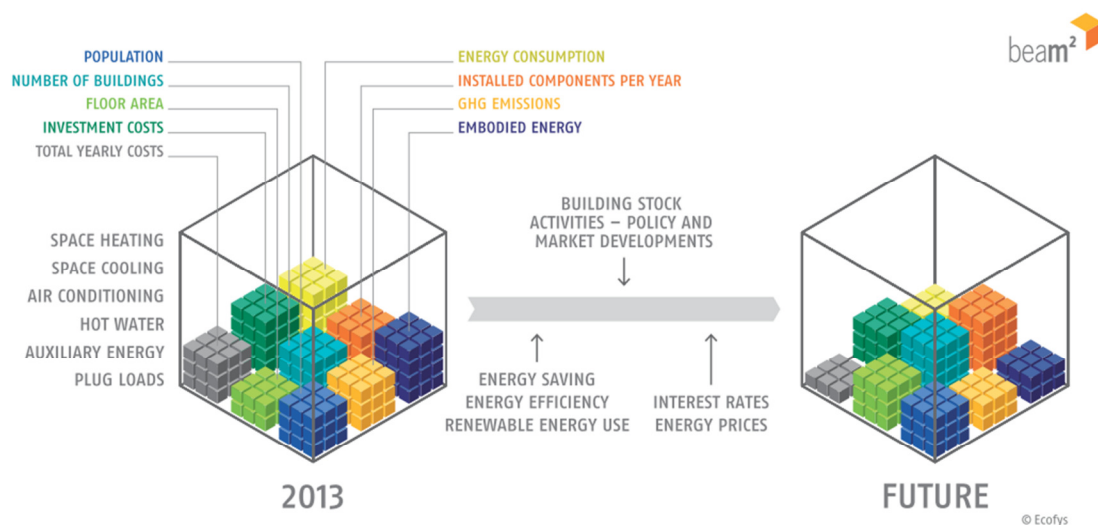 beam²
POPULATION
NUMBER OF BUILDINGS
FLOOR AREA
INVESTMENT COSTS
TOTAL YEARLY COSTS
ENERGY CONSUMPTION
INSTALLED COMPONENTS PER YEAR
GHG EMISSIONS
EMBODIED ENERGY
SPACE HEATING
SPACE COOLING
AIR CONDITIONING
HOT WATER
AUXILIARY ENERGY
PLUG LOADS
BUILDING STOCK
ACTIVITIES – POLICY AND
MARKET DEVELOPMENTS
ENERGY SAVING
ENERGY EFFICIENCY
RENEWABLE ENERGY USE
INTEREST RATES
ENERGY PRICES
2013
FUTURE
© Ecofys